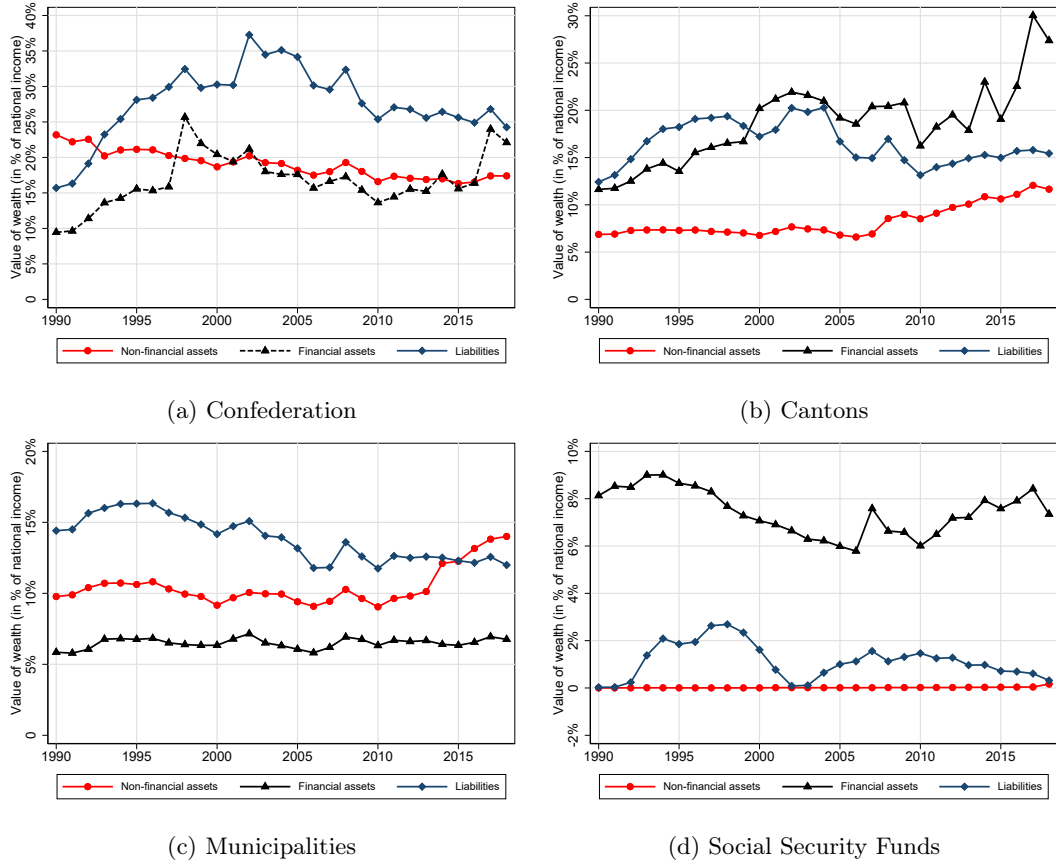 Value of wealth (in % of national income)
40%
35%
30%
25%
20%
15%
10%
5%
0
1990 1995 2000 2005 2010 2015
Non-financial assets Financial assets Liabilities
(a) Confederation
Value of wealth (in % of national income)
30%
25%
20%
15%
10%
5%
0
1990 1995 2000 2005 2010 2015
Non-financial assets Financial assets Liabilities
(b) Cantons
Value of wealth (in % of national income)
20%
15%
10%
5%
0
1990 1995 2000 2005 2010 2015
Non-financial assets Financial assets Liabilities
(c) Municipalities
Value of wealth (in % of national income)
10%
8%
6%
4%
2%
0
-2%
1990 1995 2000 2005 2010 2015
Non-financial assets Financial assets Liabilities
(d) Social Security Funds